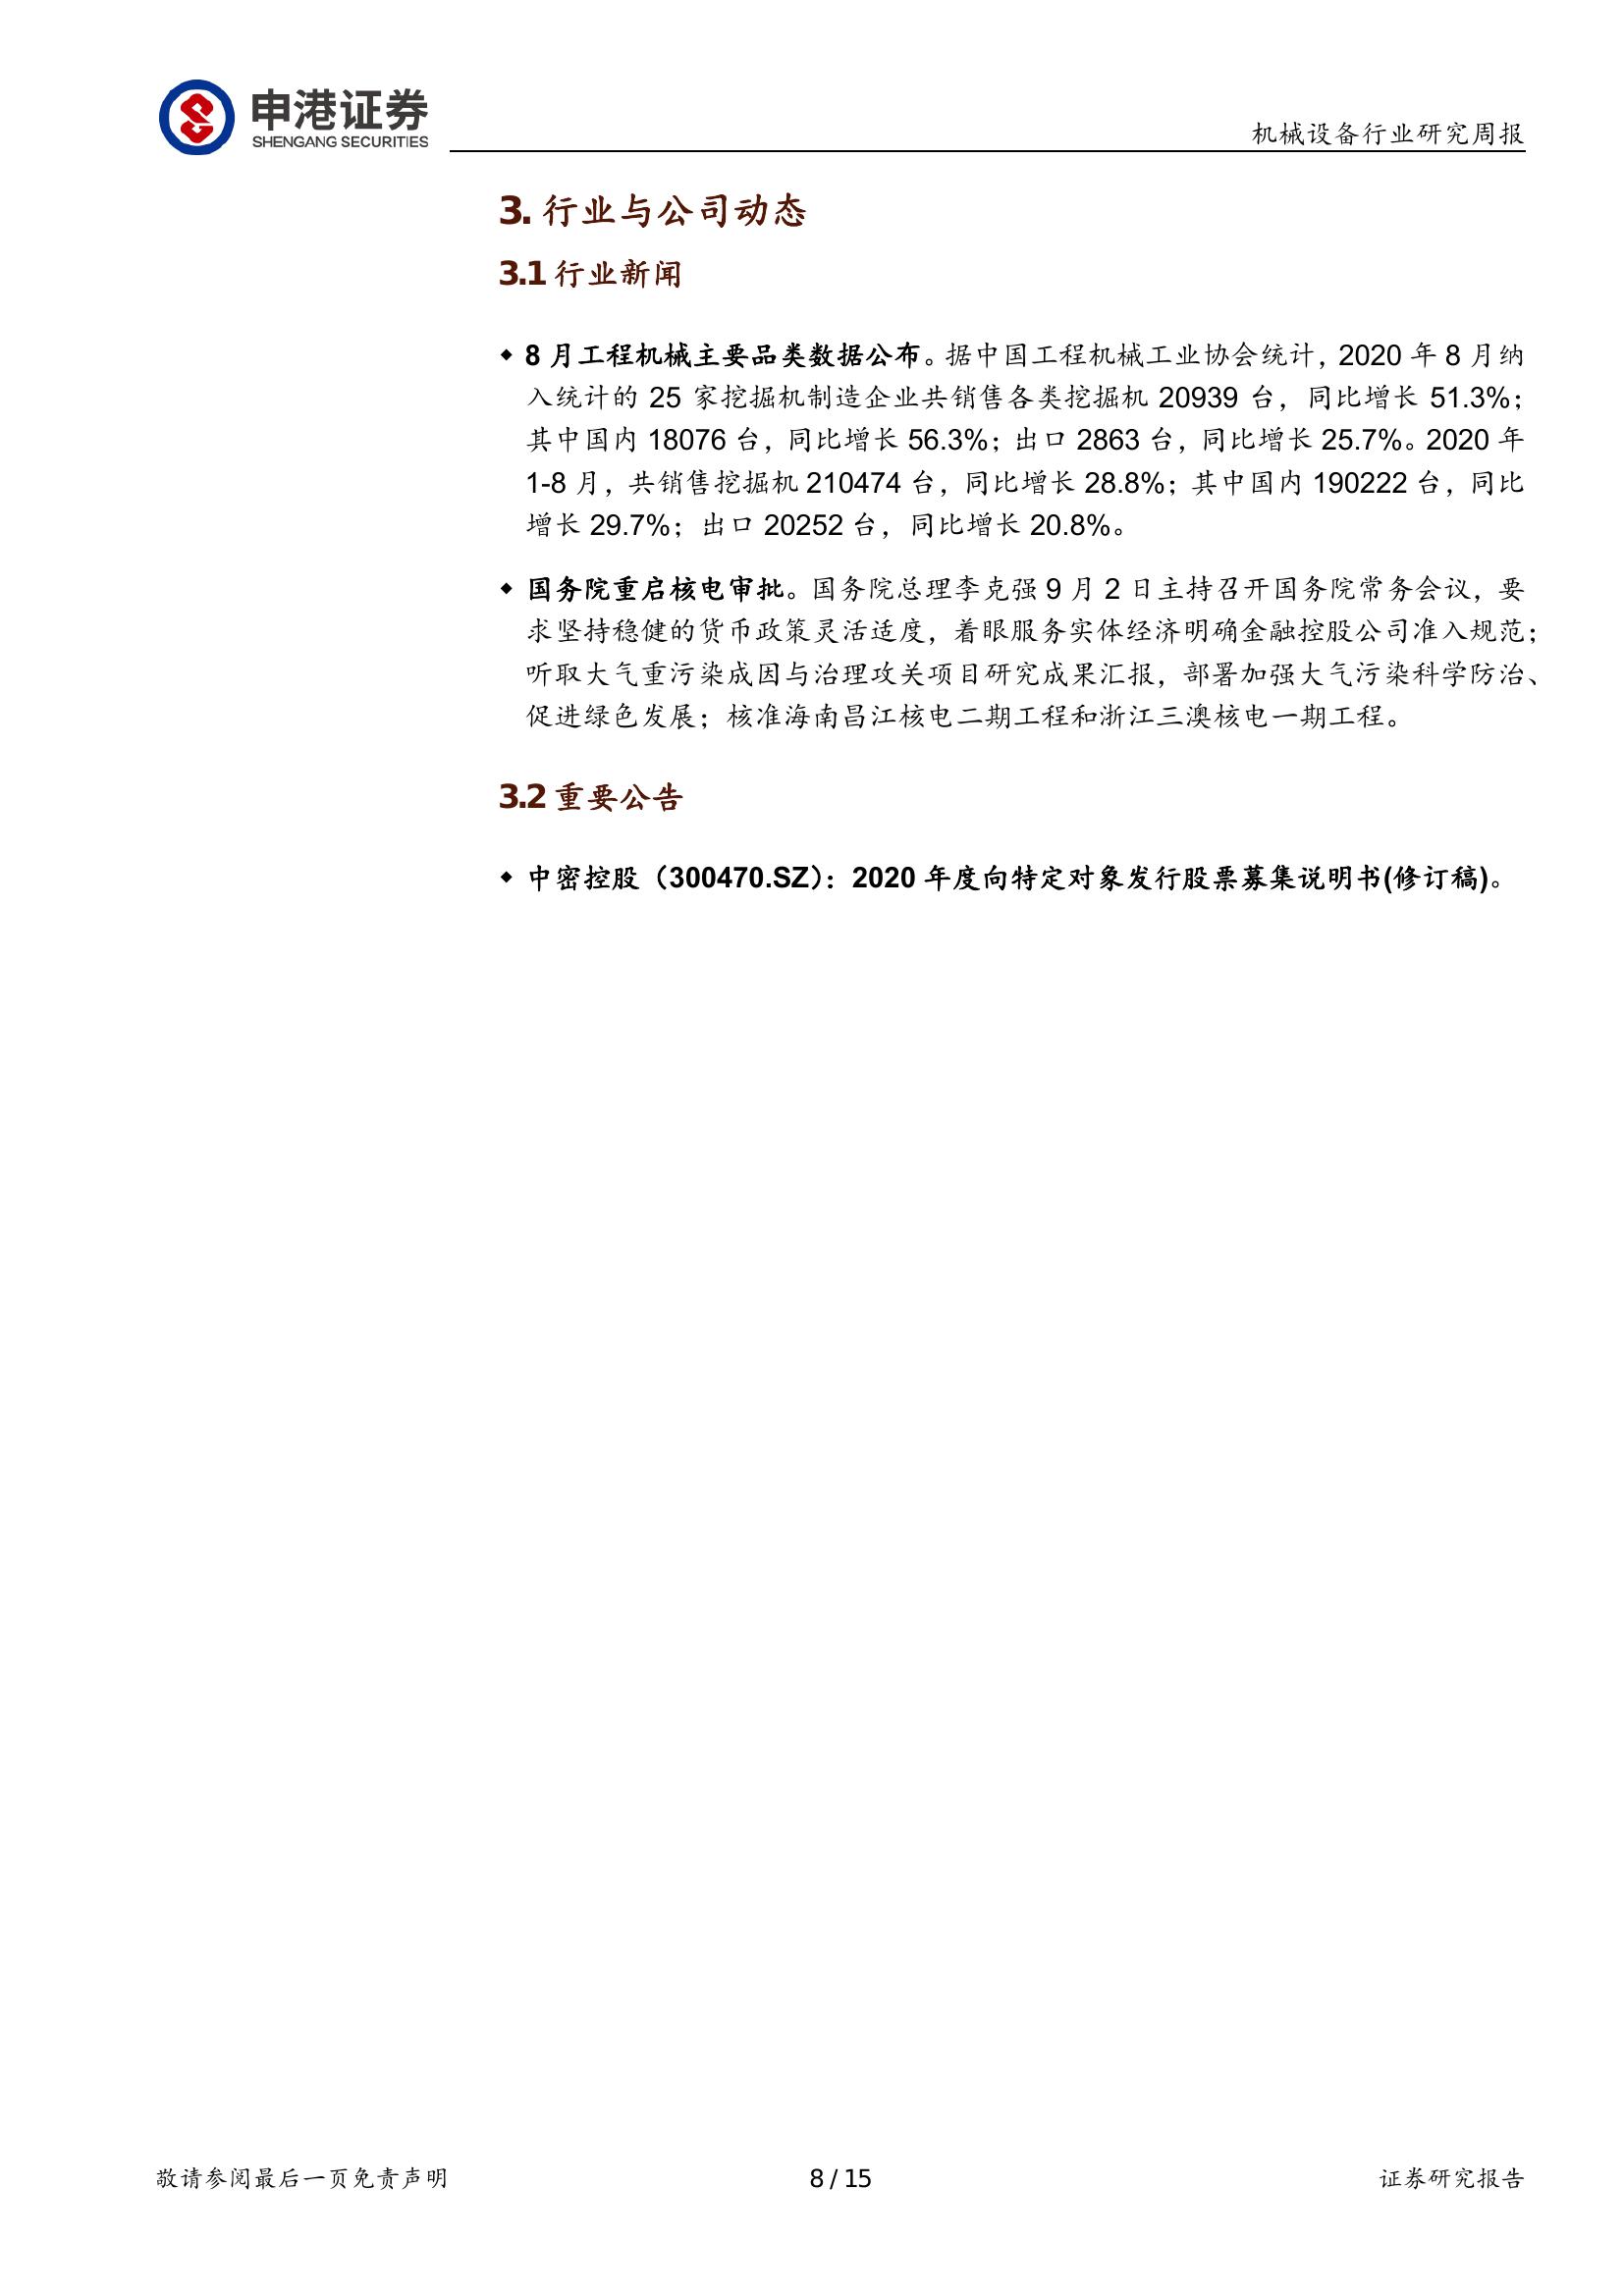 申港证券
SHENGANG SECURITIES
机械设备行业研究周报
3. 行业与公司动态
3.1 行业新闻
◆ 8 月工程机械主要品类数据公布。据中国工程机械工业协会统计，2020 年 8 月纳
入统计的 25 家挖掘机制造企业共销售各类挖掘机 20939 台，同比增长 51.3%；
其中国内 18076 台，同比增长 56.3%；出口 2863 台，同比增长 25.7%。2020 年
1-8 月，共销售挖掘机 210474 台，同比增长 28.8%；其中国内 190222 台，同比
增长 29.7%；出口 20252 台，同比增长 20.8%。
◆ 国务院重启核电审批。国务院总理李克强 9 月 2 日主持召开国务院常务会议，要
求坚持稳健的货币政策灵活适度，着眼服务实体经济明确金融控股公司准入规范；
听取大气重污染成因与治理攻关项目研究成果汇报，部署加强大气污染科学防治、
促进绿色发展；核准海南昌江核电二期工程和浙江三澳核电一期工程。
3.2 重要公告
◆ 中密控股（300470.SZ）：2020 年度向特定对象发行股票募集说明书(修订稿)。
敬请参阅最后一页免责声明
8 / 15
证券研究报告